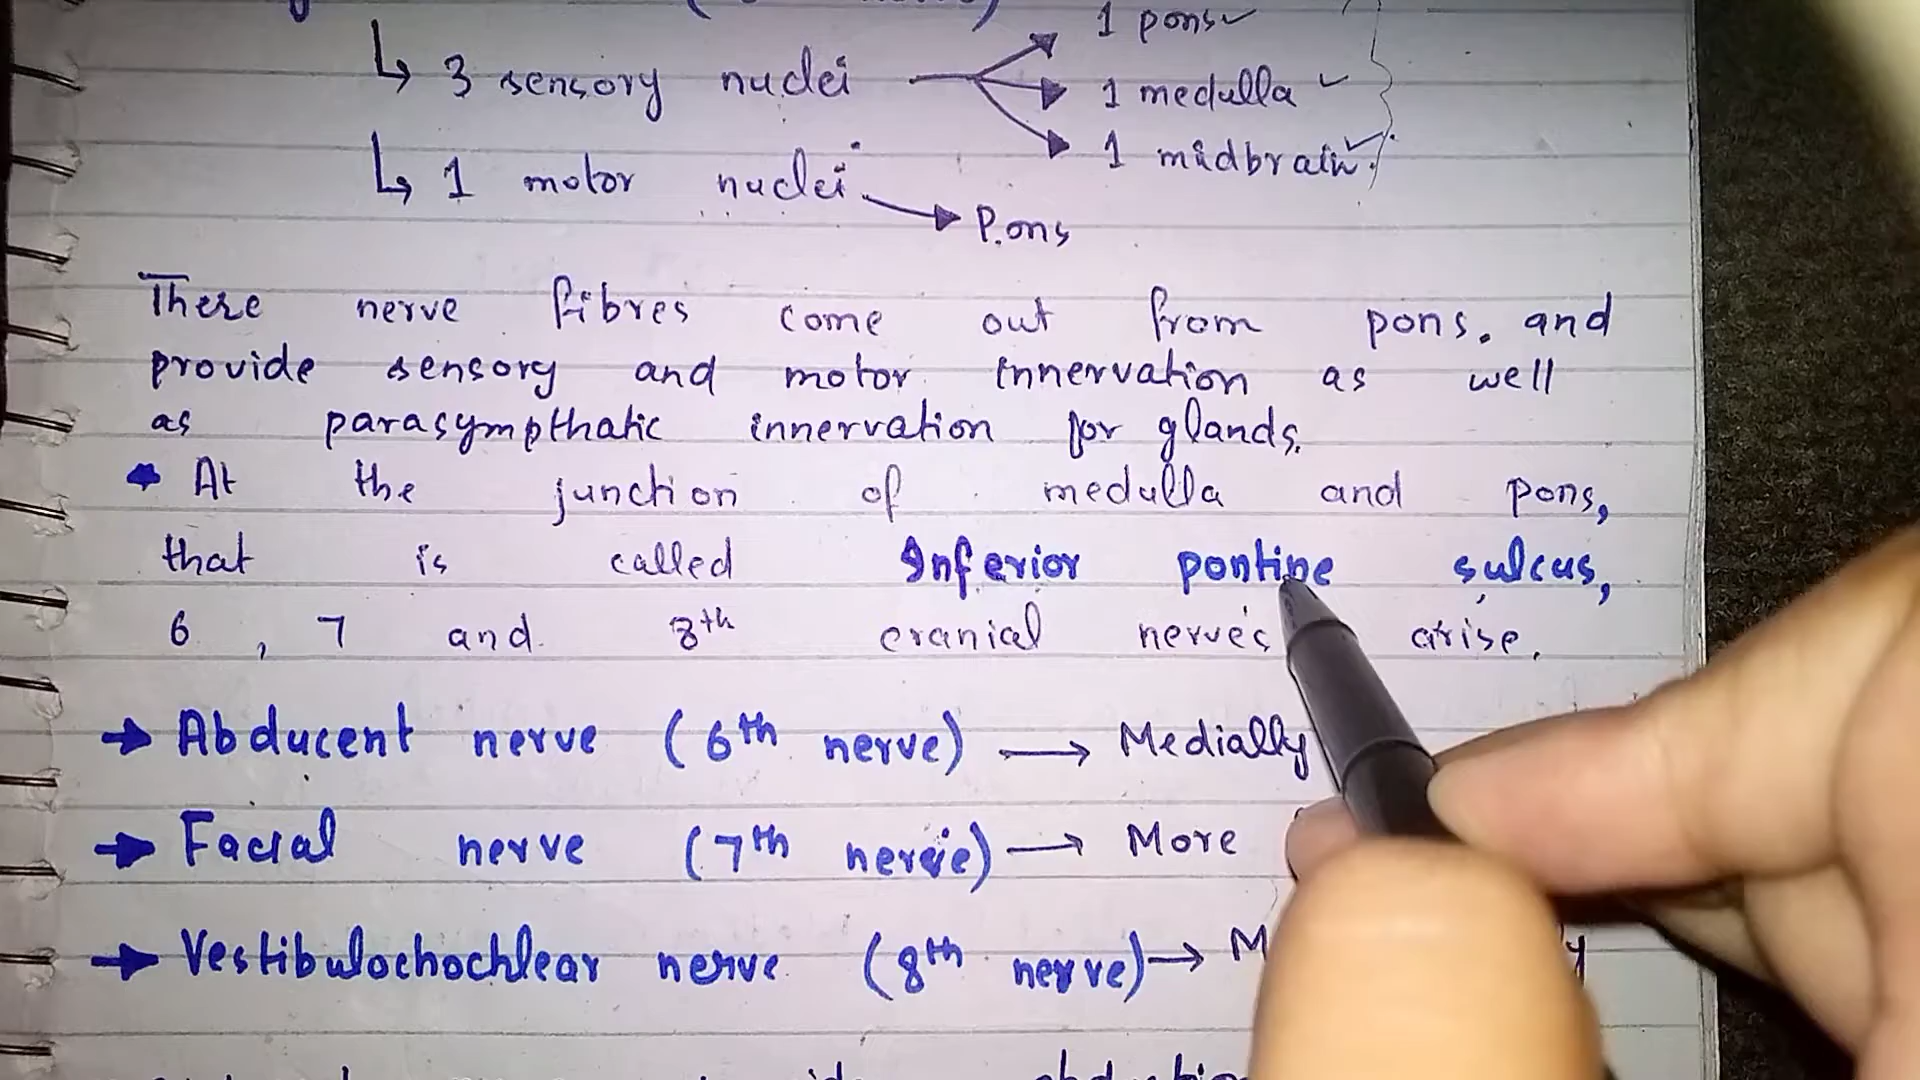 ↳ 3 sensory nuclei → 1 pons ✓
→ 1 medulla ✓
→ 1 midbrain ✓
↳ 1 motor nuclei → Pons
There nerve fibres come out from pons. and
provide sensory and motor innervation as well
as parasympthatic innervation for glands.
At the junction of medulla and pons,
that is called Inferior pontine sulcus,
6, 7 and 8th cranial nerves arise.
→ Abducent nerve (6th nerve) → Medially
→ Facial nerve (7th nerve) → More
→ Vestibulochochlear nerve (8th nerve) →